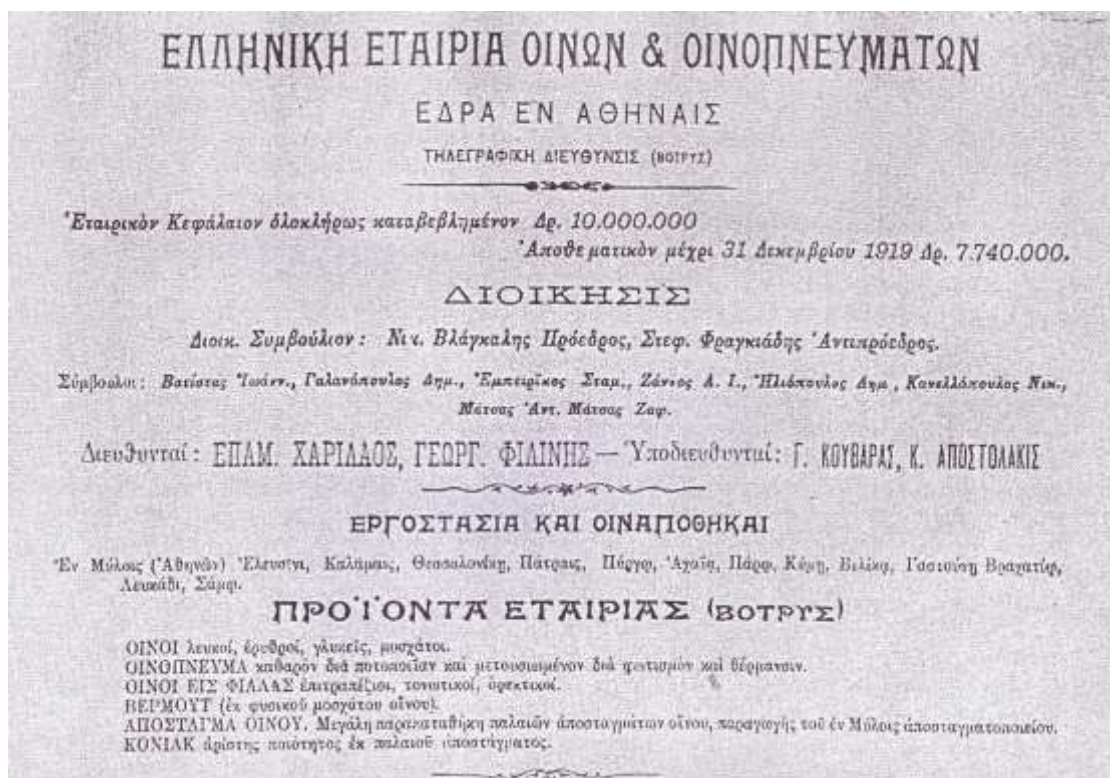 ΕΛΛΗΝΙΚΗ ΕΤΑΙΡΙΑ ΟΙΝΩΝ & ΟΙΝΟΠΝΕΥΜΑΤΩΝ
ΕΔΡΑ ΕΝ ΑΘΗΝΑΙΣ
ΤΗΛΕΓΡΑΦΙΚΗ ΔΙΕΥΘΥΝΣΙΣ (ΒΟΤΡΥΣ)
Ἑταιρικὸν Κεφάλαιον ὁλοκλήρως καταβεβλημένον Δρ. 10.000.000
Ἀποθεματικὸν μέχρι 31 Δεκεμβρίου 1919 Δρ. 7.740.000.
ΔΙΟΙΚΗΣΙΣ
Διοικ. Συμβούλιον: Νικ. Βλάγκαλης Πρόεδρος, Στεφ. Φραγκιάδης Ἀντιπρόεδρος.
Σύμβουλοι: Βατίστας Ἰωάνν., Γαλανόπουλος Δημ., Ἐμπειρῖκος Σταμ., Ζάννος Α. Ι., Ἠλιόπουλος Δημ, Κανελλόπουλος Νικ.,
Μάτσας Ἀντ. Μάτσας Ζαφ.
Διευθυνταί: ΕΠΑΜ. ΧΑΡΙΛΑΟΣ, ΓΕΩΡΓ. ΦΙΛΙΝΗΣ — Ὑποδιευθυνταί: Γ. ΚΟΥΒΑΡΑΣ, Κ. ΑΠΟΣΤΟΛΑΚΙΣ
ΕΡΓΟΣΤΑΣΙΑ ΚΑΙ ΟΙΝΑΠΟΘΗΚΑΙ
Ἐν Μύλοις (Ἀθηνῶν) Ἐλευσῖνι, Καλάμαις, Θεσσαλονίκῃ, Πάτραις, Πύργῳ, Ἀχαΐᾳ, Πάρῳ, Κύμῃ, Βελίκᾳ, Γαστούνῃ Βραχατίῳ,
Λευκάδι, Σάμῳ.
ΠΡΟΪΟΝΤΑ ΕΤΑΙΡΙΑΣ (ΒΟΤΡΥΣ)
ΟΙΝΟΙ λευκοί, ἐρυθροί, γλυκεῖς, μοσχάτοι.
ΟΙΝΟΠΝΕΥΜΑ καθαρὸν διὰ ποτοποιΐαν καὶ μετουσιωμένον διὰ φωτισμὸν καὶ θέρμανσιν.
ΟΙΝΟΙ ΕΙΣ ΦΙΑΛΑΣ ἐπιτραπέζιοι, τονωτικοί, ὀρεκτικοί.
ΒΕΡΜΟΥΤ (ἐκ φυσικοῦ μοσχάτου οἴνου).
ΑΠΟΣΤΑΓΜΑ ΟΙΝΟΥ. Μεγάλη παρακαταθήκη παλαιῶν ἀποσταγμάτων οἴνου, παραγωγῆς τοῦ ἐν Μύλοις ἀποσταγματοποιείου.
ΚΟΝΙΑΚ ἀρίστης ποιότητος ἐκ παλαιοῦ ἀποστάγματος.